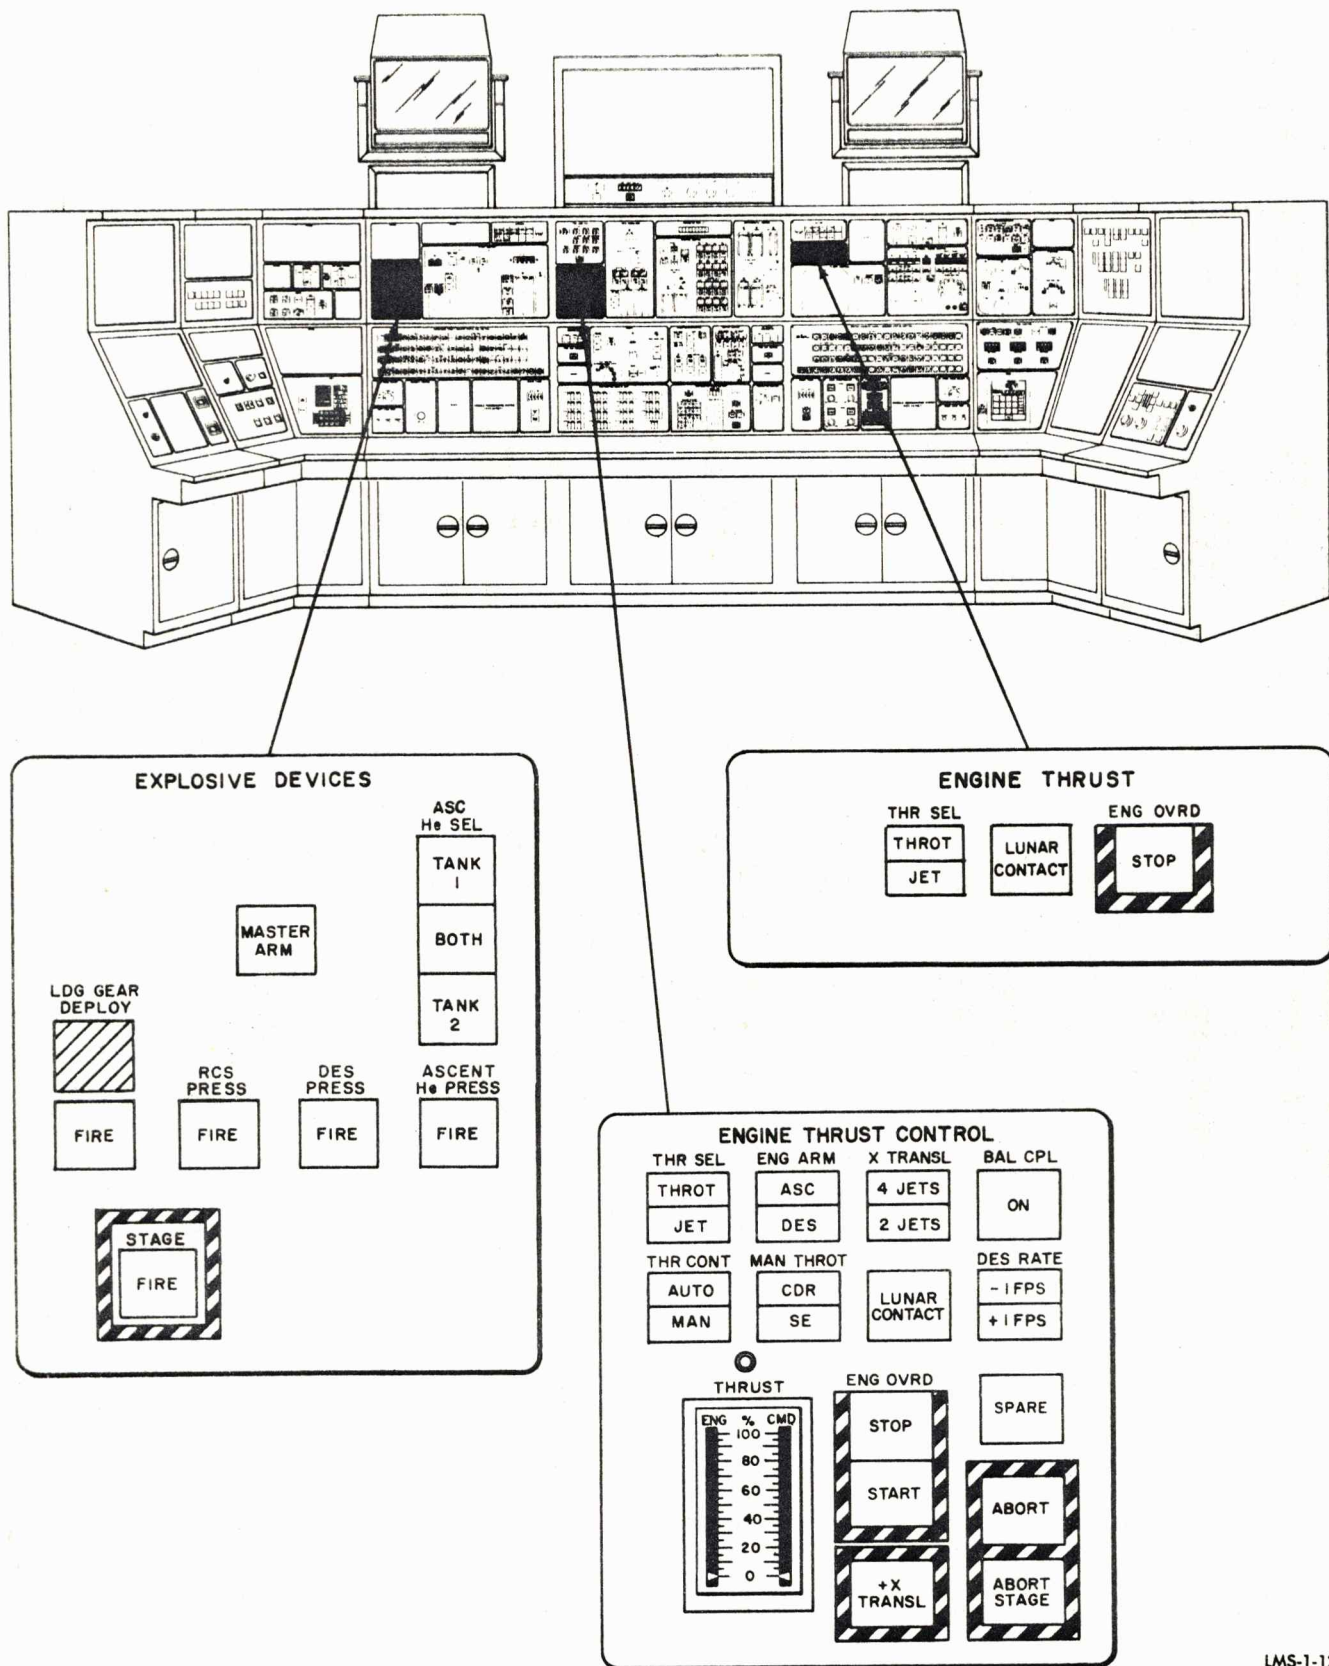 EXPLOSIVE DEVICES
ASC
He SEL
TANK
1
BOTH
TANK
2
MASTER
ARM
LDG GEAR
DEPLOY
RCS
PRESS
DES
PRESS
ASCENT
He PRESS
FIRE
FIRE
FIRE
FIRE
STAGE
FIRE
ENGINE THRUST
THR SEL
THROT
JET
LUNAR
CONTACT
ENG OVRD
STOP
ENGINE THRUST CONTROL
THR SEL
THROT
JET
ENG ARM
ASC
DES
X TRANSL
4 JETS
2 JETS
BAL CPL
ON
THR CONT
AUTO
MAN
MAN THROT
CDR
SE
LUNAR
CONTACT
DES RATE
-1 FPS
+1 FPS
THRUST
ENG % CMD
100
80
60
40
20
0
ENG OVRD
STOP
START
+X
TRANSL
SPARE
ABORT
ABORT
STAGE